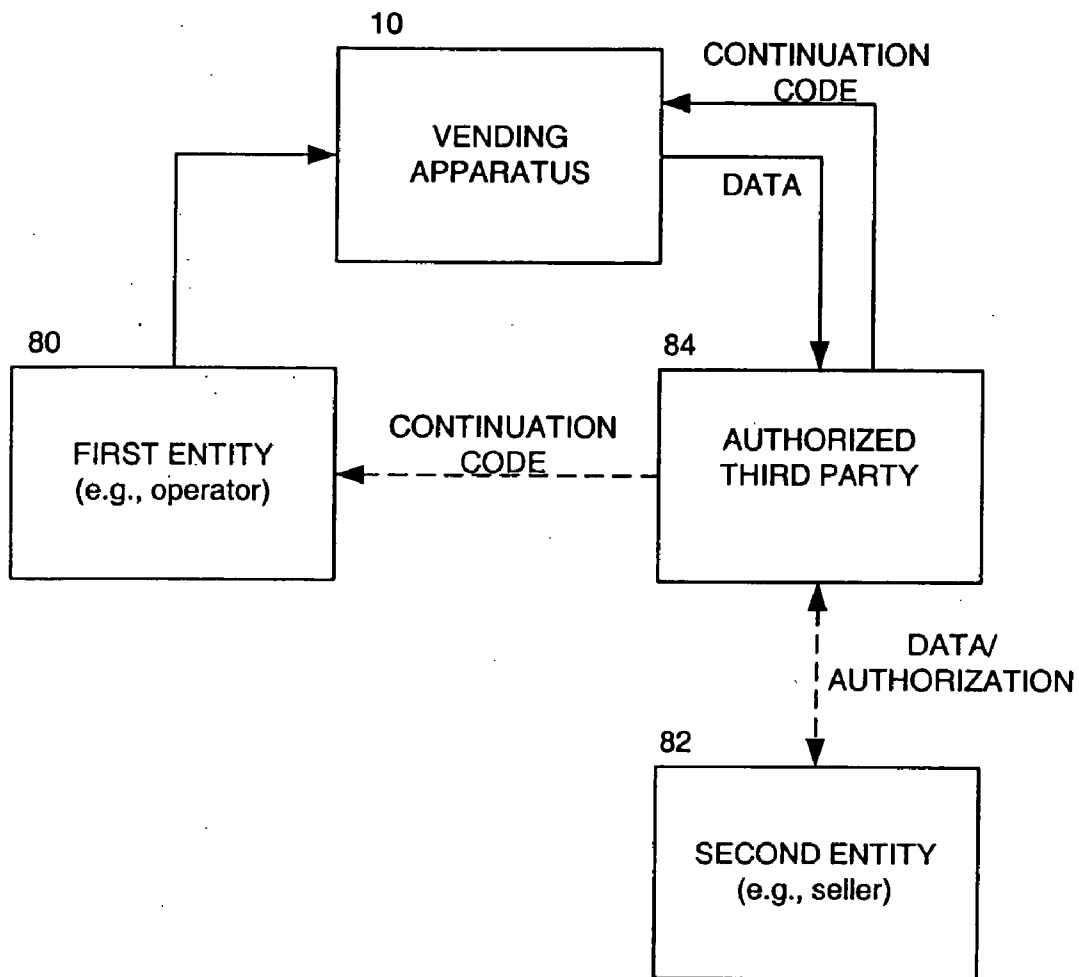 10
CONTINUATION
CODE
VENDING
APPARATUS
DATA
80
84
FIRST ENTITY
(e.g., operator)
CONTINUATION
CODE
AUTHORIZED
THIRD PARTY
DATA/
AUTHORIZATION
82
SECOND ENTITY
(e.g., seller)